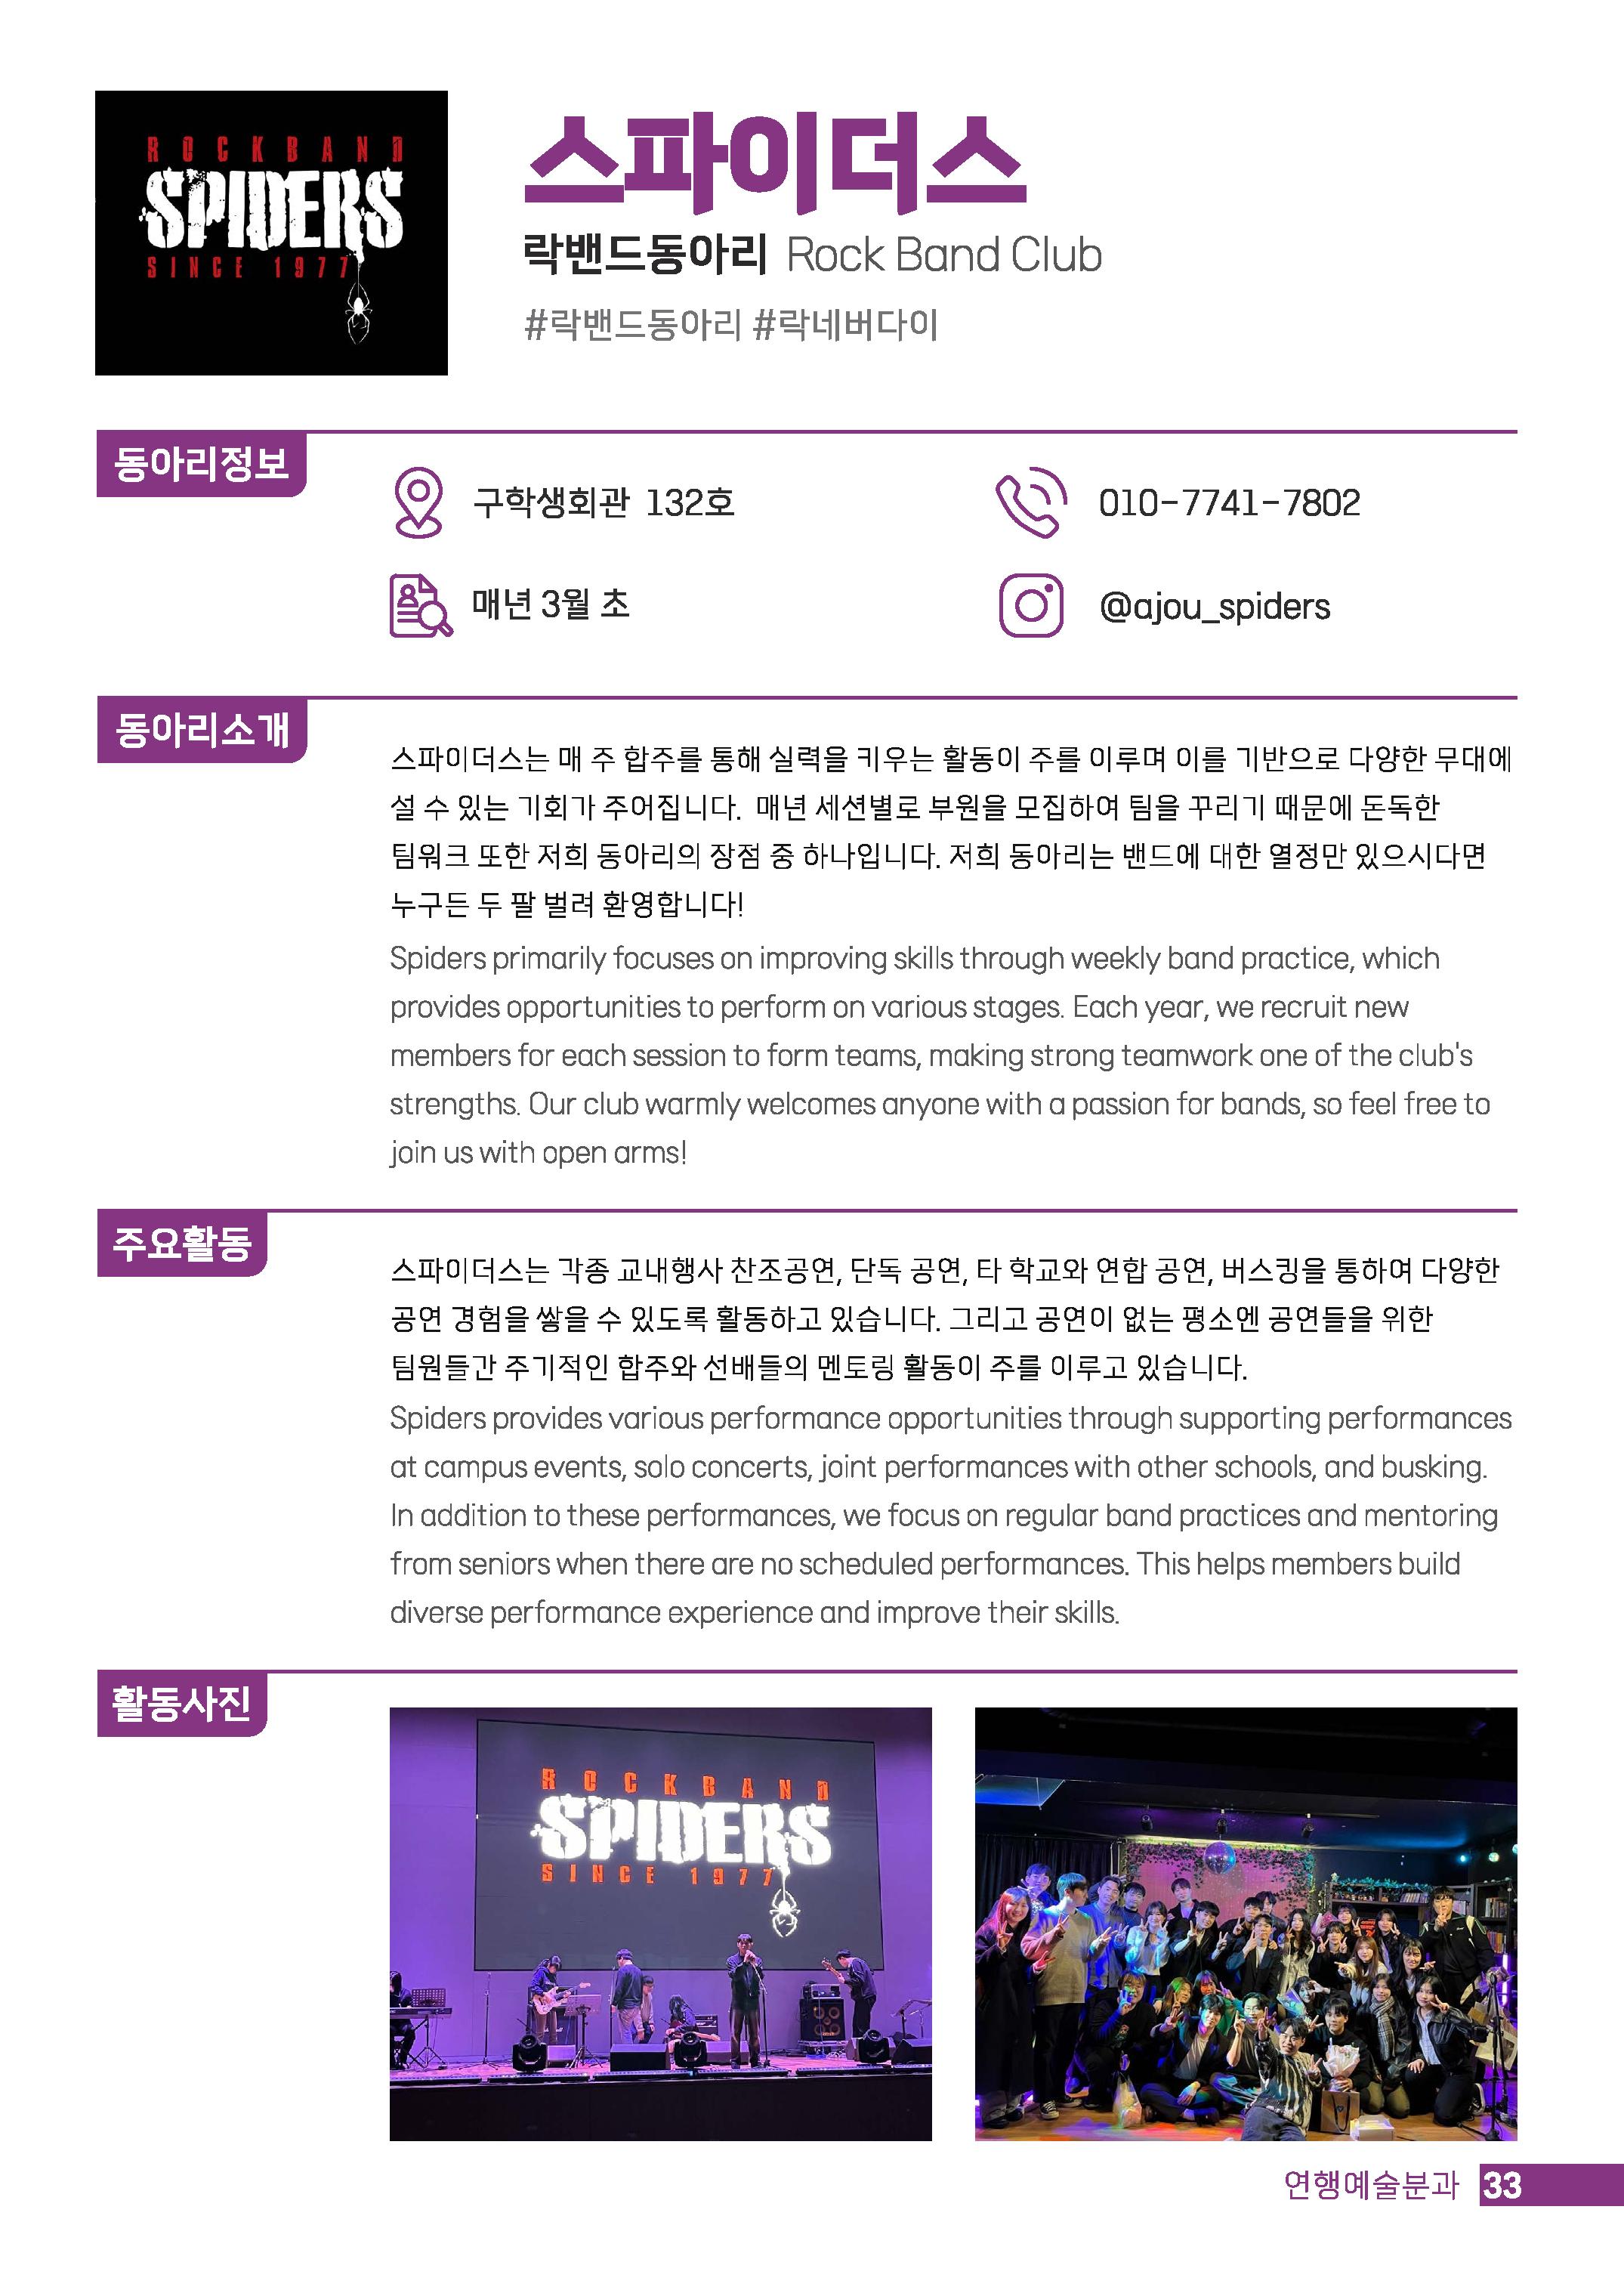 ROCKBAND
SPIDERS
SINCE 1977
스파이더스
락밴드동아리 Rock Band Club
#락밴드동아리 #락네버다이
동아리정보
구학생회관 132호
010-7741-7802
매년 3월 초
@ajou_spiders
동아리소개
스파이더스는 매 주 합주를 통해 실력을 키우는 활동이 주를 이루며 이를 기반으로 다양한 무대에
설 수 있는 기회가 주어집니다. 매년 세션별로 부원을 모집하여 팀을 꾸리기 때문에 돈독한
팀워크 또한 저희 동아리의 장점 중 하나입니다. 저희 동아리는 밴드에 대한 열정만 있으시다면
누구든 두 팔 벌려 환영합니다!
Spiders primarily focuses on improving skills through weekly band practice, which
provides opportunities to perform on various stages. Each year, we recruit new
members for each session to form teams, making strong teamwork one of the club's
strengths. Our club warmly welcomes anyone with a passion for bands, so feel free to
join us with open arms!
주요활동
스파이더스는 각종 교내행사 찬조공연, 단독 공연, 타 학교와 연합 공연, 버스킹을 통하여 다양한
공연 경험을 쌓을 수 있도록 활동하고 있습니다. 그리고 공연이 없는 평소엔 공연들을 위한
팀원들간 주기적인 합주와 선배들의 멘토링 활동이 주를 이루고 있습니다.
Spiders provides various performance opportunities through supporting performances
at campus events, solo concerts, joint performances with other schools, and busking.
In addition to these performances, we focus on regular band practices and mentoring
from seniors when there are no scheduled performances. This helps members build
diverse performance experience and improve their skills.
활동사진
ROCKBAND
SPIDERS
SINCE 1977
연행예술분과 33